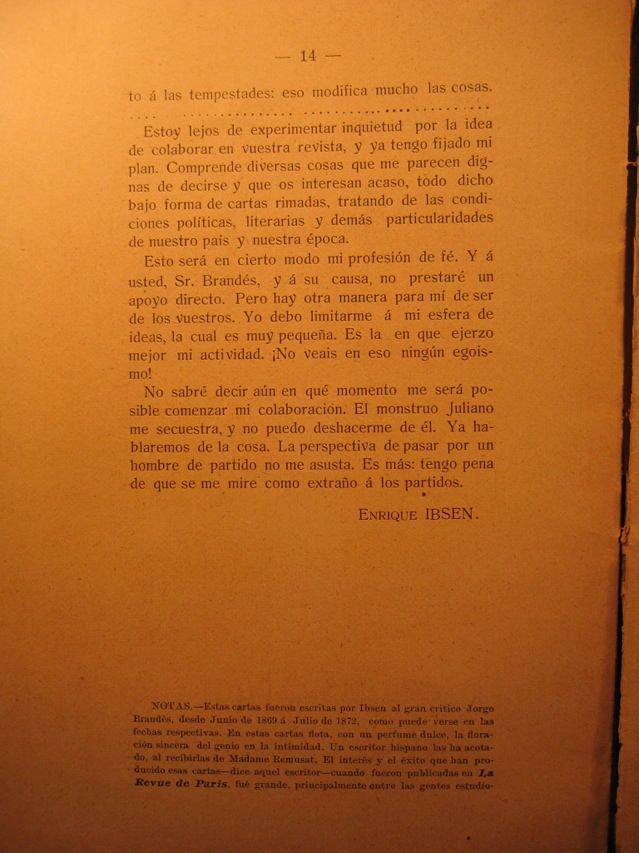 — 14 —
to á las tempestades: eso modifica mucho las cosas.
Estoy lejos de experimentar inquietud por la idea
de colaborar en vuestra revista, y ya tengo fijado mi
plan. Comprende diversas cosas que me parecen dig-
nas de decirse y que os interesan acaso, todo dicho
bajo forma de cartas rimadas, tratando de las condi-
ciones políticas, literarias y demás particularidades
de nuestro país y nuestra época.
Esto será en cierto modo mi profesión de fé. Y á
usted, Sr. Brandés, y á su causa, no prestaré un
apoyo directo. Pero hay otra manera para mí de ser
de los vuestros. Yo debo limitarme á mi esfera de
ideas, la cual es muy pequeña. Es la en que ejerzo
mejor mi actividad. ¡No veais en eso ningún egois-
mo!
No sabré decir aún en qué momento me será po-
sible comenzar mi colaboración. El monstruo Juliano
me secuestra, y no puedo deshacerme de él. Ya ha-
blaremos de la cosa. La perspectiva de pasar por un
hombre de partido no me asusta. Es más: tengo pena
de que se me mire como extraño á los partidos.
Enrique IBSEN.
NOTAS.—Estas cartas fueron escritas por Ibsen al gran crítico Jorge
Brandés, desde Junio de 1869 á Julio de 1872, como puede verse en las
fechas respectivas. En estas cartas flota, con un perfume dulce, la flora-
ción sincera del genio en la intimidad. Un escritor hispano las ha acota-
do, al recibirlas de Madame Remusat. El interés y el éxito que han pro-
ducido esas cartas—dice aquel escritor—cuando fueron publicadas en La
Revue de Paris, fué grande, principalmente entre las gentes estudio-